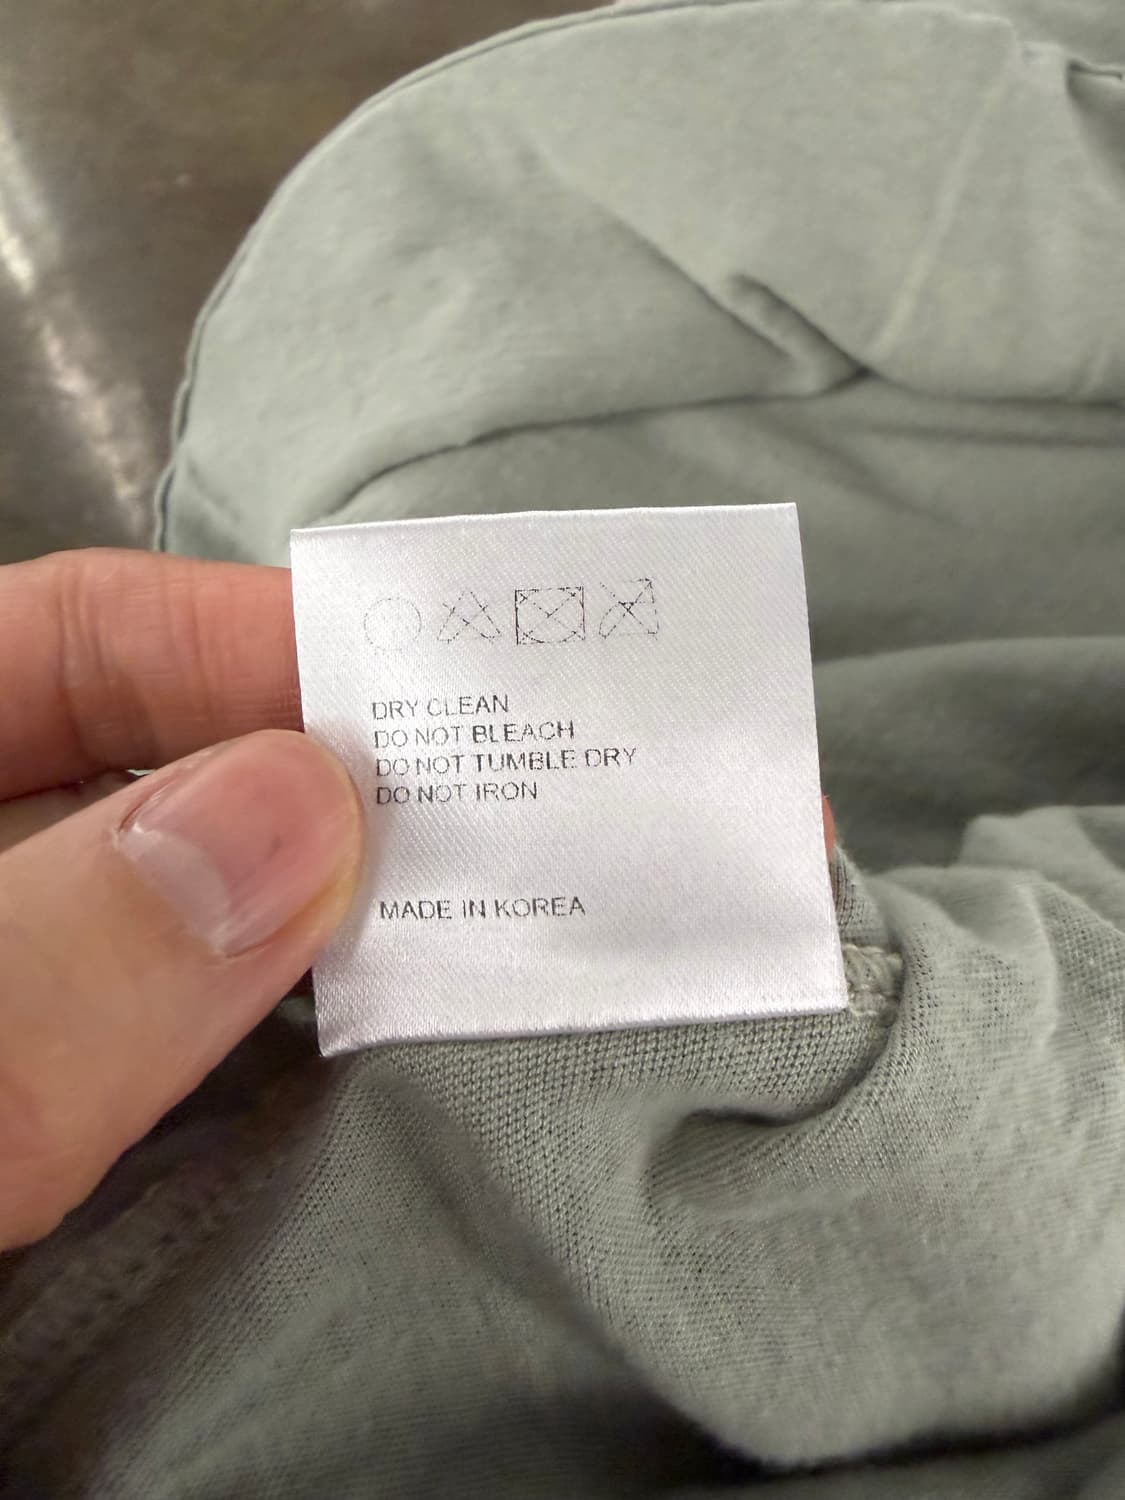 DRY CLEAN
DO NOT BLEACH
DO NOT TUMBLE DRY
DO NOT IRON
MADE IN KOREA